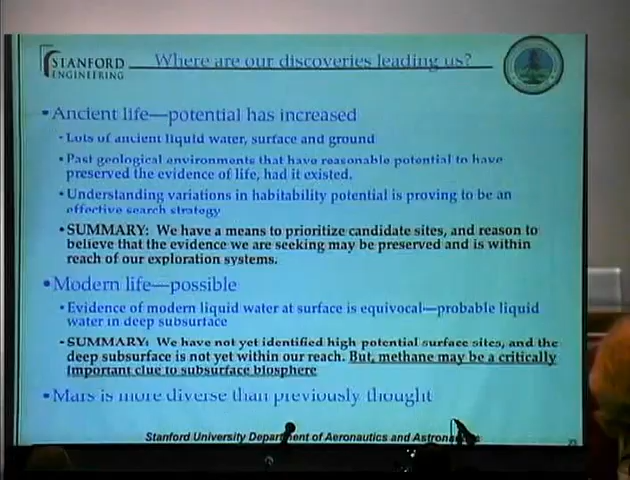 STANFORD
ENGINEERING
Where are our discoveries leading us?
• Ancient life—potential has increased
- Lots of ancient liquid water, surface and ground
• Past geological environments that have reasonable potential to have
preserved the evidence of life, had it existed.
• Understanding variations in habitability potential is proving to be an
effective search strategy
• SUMMARY: We have a means to prioritize candidate sites, and reason to
believe that the evidence we are seeking may be preserved and is within
reach of our exploration systems.
• Modern life—possible
• Evidence of modern liquid water at surface is equivocal—probable liquid
water in deep subsurface
- SUMMARY: We have not yet identified high potential surface sites, and the
deep subsurface is not yet within our reach. But, methane may be a critically
important clue to subsurface biosphere
• Mars is more diverse than previously thought
Stanford University Department of Aeronautics and